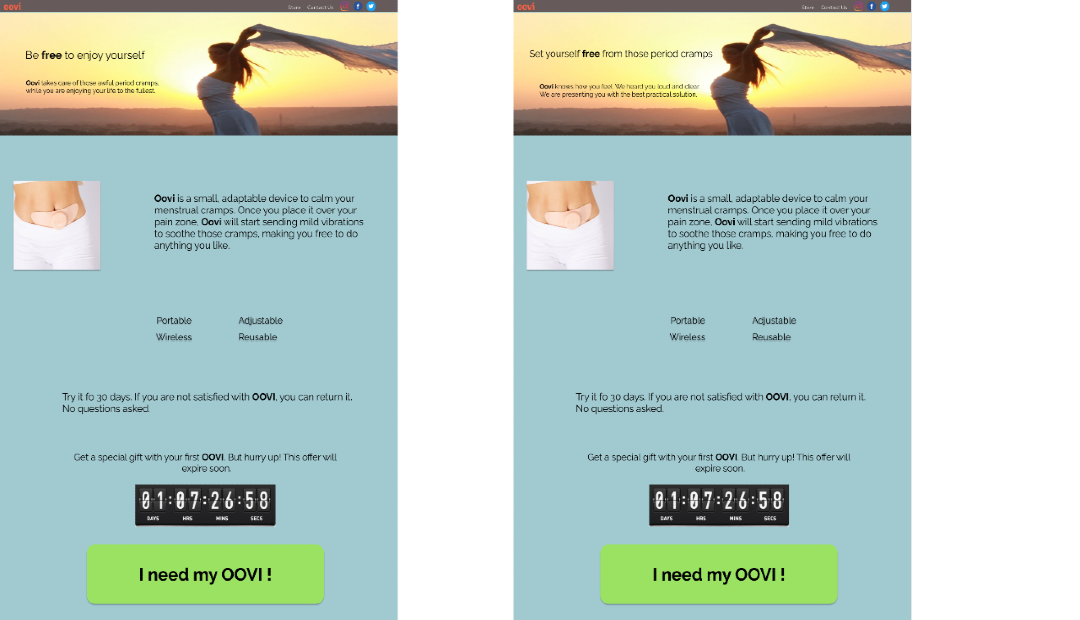 oovi
Store Contact Us
Be free to enjoy yourself
Oovi takes care of those awful period cramps,
while you are enjoying your life to the fullest.
Oovi is a small, adaptable device to calm your
menstrual cramps. Once you place it over your
pain zone, Oovi will start sending mild vibrations
to soothe those cramps, making you free to do
anything you like.
Portable Adjustable
Wireless Reusable
Try it fo 30 days. If you are not satisfied with OOVI, you can return it.
No questions asked.
Get a special gift with your first OOVI. But hurry up! This offer will
expire soon.
01:07:26:58
DAYS HRS MINS SECS
I need my OOVI !
oovi
Store Contact Us
Set yourself free from those period cramps
Oovi knows how you feel. We heard you loud and clear.
We are presenting you with the best practical solution.
Oovi is a small, adaptable device to calm your
menstrual cramps. Once you place it over your
pain zone, Oovi will start sending mild vibrations
to soothe those cramps, making you free to do
anything you like.
Portable Adjustable
Wireless Reusable
Try it fo 30 days. If you are not satisfied with OOVI, you can return it.
No questions asked.
Get a special gift with your first OOVI. But hurry up! This offer will
expire soon.
01:07:26:58
DAYS HRS MINS SECS
I need my OOVI !